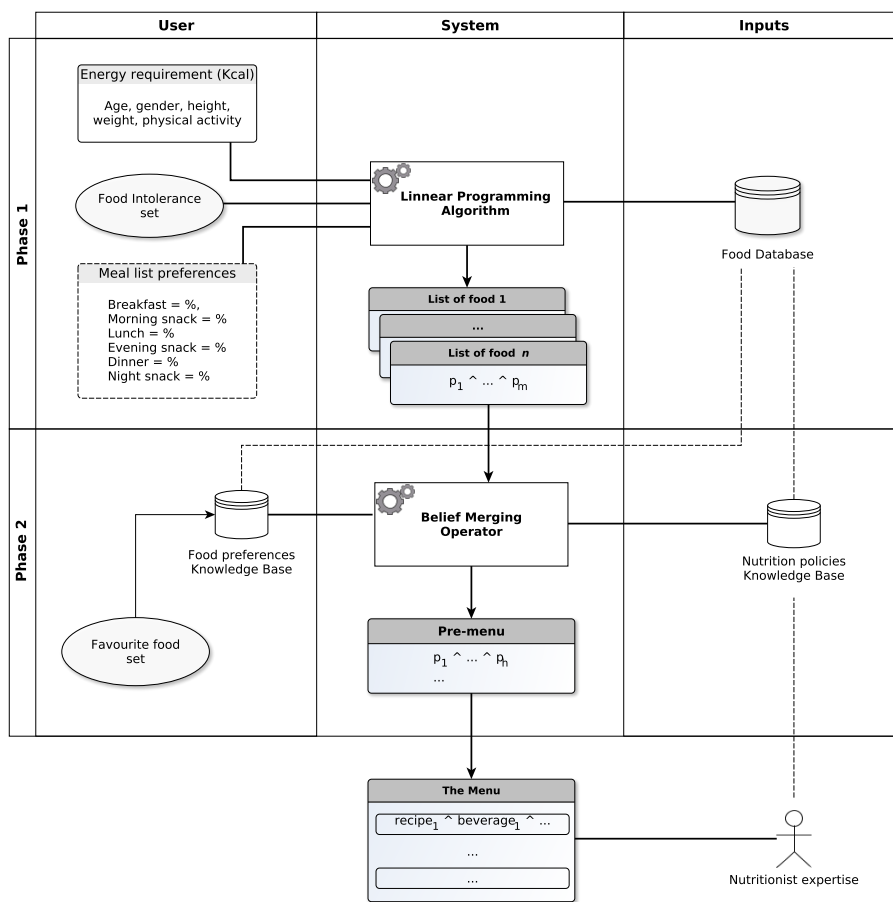 User
System
Inputs
Phase 1
Energy requirement (Kcal)
Age, gender, height,
weight, physical activity
Food Intolerance
set
Meal list preferences
Breakfast = %,
Morning snack = %
Lunch = %
Evening snack = %
Dinner = %
Night snack = %
Linnear Programming
Algorithm
List of food 1
...
List of food n
p1 ^ ... ^ pm
Food Database
Phase 2
Food preferences
Knowledge Base
Favourite food
set
Belief Merging
Operator
Pre-menu
p1 ^ ... ^ pn
...
Nutrition policies
Knowledge Base
The Menu
recipe1 ^ beverage1 ^ ...
...
...
Nutritionist expertise